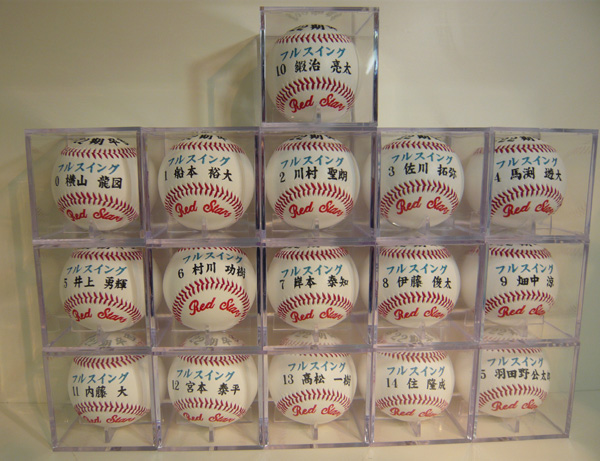 フルスイング
10 鍛治 亮太
Red Stars
フルスイング
0 横山 龍国
Red Stars
フルスイング
1 船本 裕大
Red Stars
フルスイング
2 川村 聖朗
Red Stars
フルスイング
3 佐川 拓弥
Red Stars
フルスイング
4 馬渕 遼大
Red Stars
フルスイング
5 井上 勇輝
Red Stars
フルスイング
6 村川 功樹
Red Stars
フルスイング
7 岸本 泰知
Red Stars
フルスイング
8 伊藤 俊太
Red Stars
フルスイング
9 畑中 涼
Red Stars
フルスイング
11 内藤 大
Red Stars
フルスイング
12 宮本 泰平
Red Stars
フルスイング
13 高松 一樹
Red Stars
フルスイング
14 住 隆成
Red Stars
フルスイング
5 羽田野公太郎
Red Stars